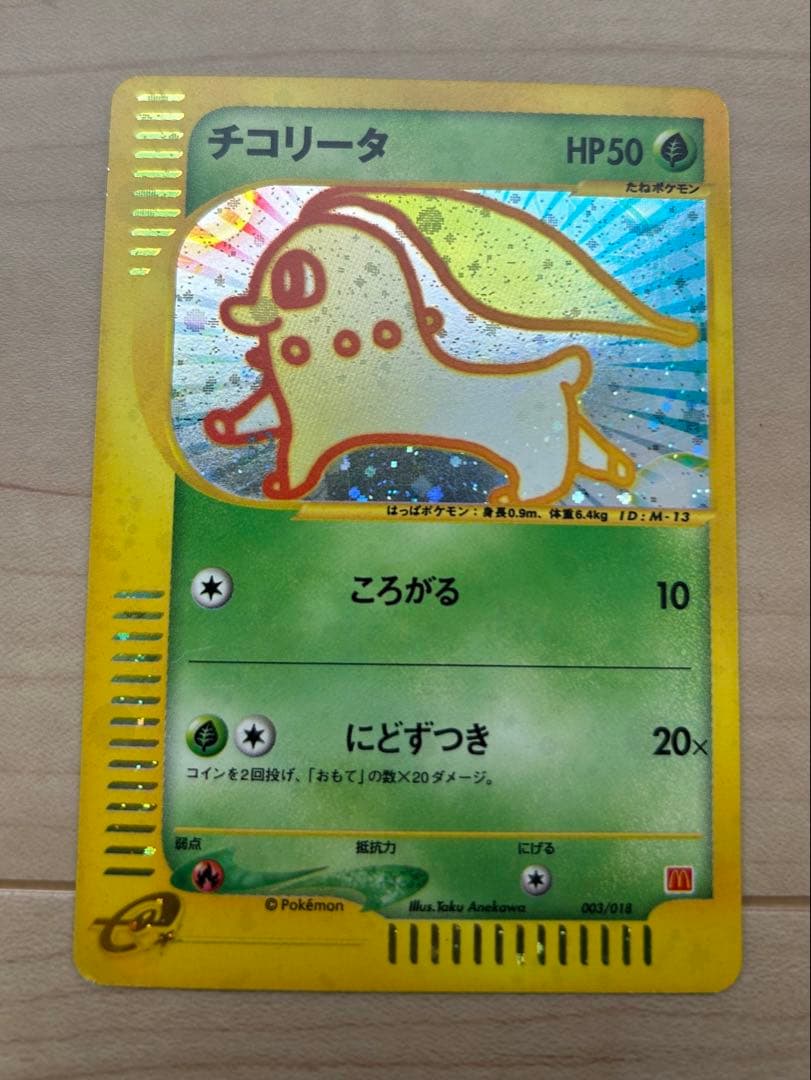 チコリータ HP50
たねポケモン
はっぱポケモン：身長0.9m、体重6.4kg ID:M-13
ころがる 10
にどずつき 20×
コインを2回投げ、「おもて」の数×20ダメージ。
弱点 抵抗力 にげる
©Pokémon Illus.Taku Anekawa 003/018